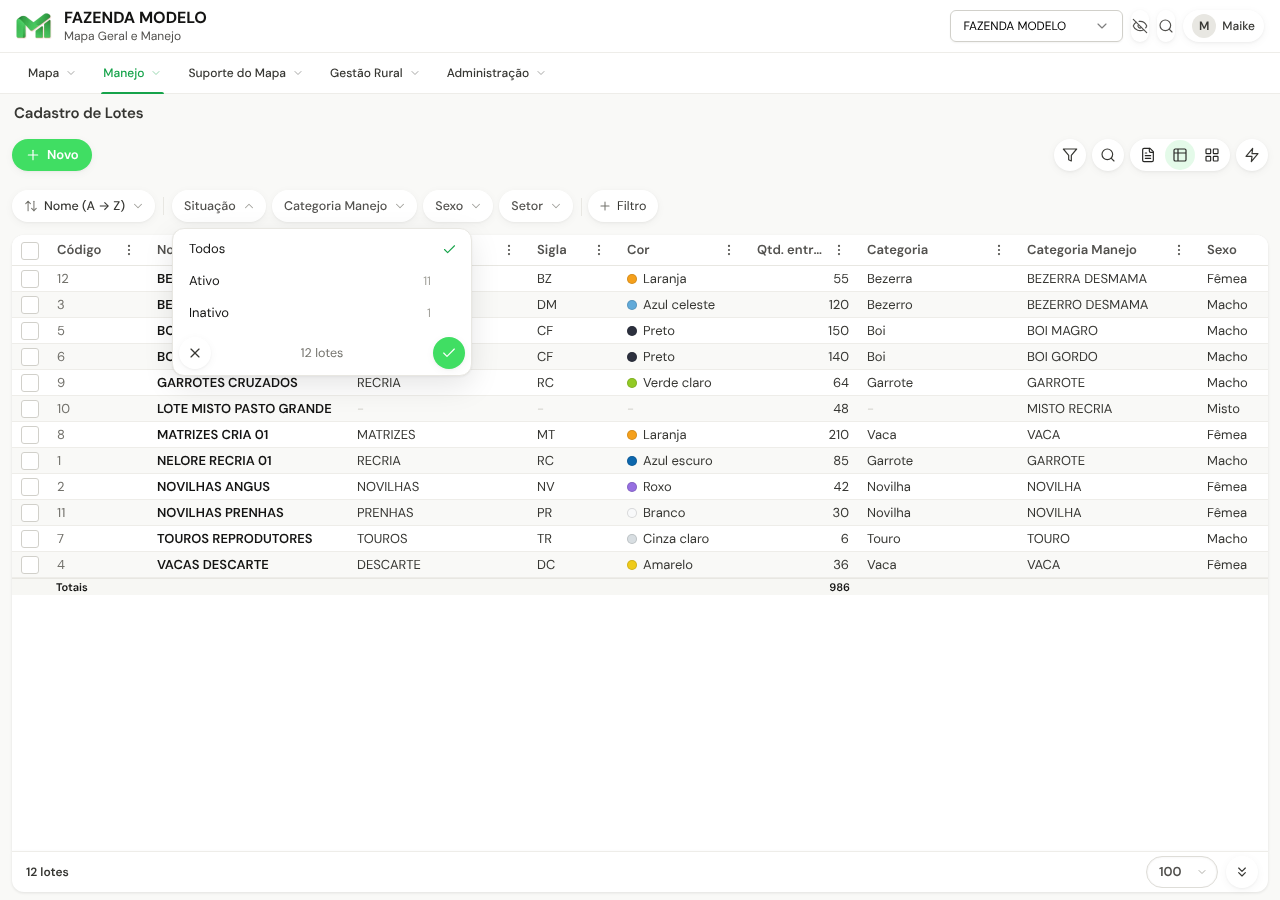 FAZENDA MODELO
Mapa Geral e Manejo
FAZENDA MODELO
M Maike
Mapa Manejo Suporte do Mapa Gestão Rural Administração
Cadastro de Lotes
+ Novo
Nome (A → Z) Situação Categoria Manejo Sexo Setor + Filtro
Código Sigla Cor Qtd. entr... Categoria Categoria Manejo Sexo
Todos
Ativo 11
Inativo 1
12 lotes
12 BZ Laranja 55 Bezerra BEZERRA DESMAMA Fêmea
3 DM Azul celeste 120 Bezerro BEZERRO DESMAMA Macho
5 CF Preto 150 Boi BOI MAGRO Macho
6 CF Preto 140 Boi BOI GORDO Macho
9 GARROTES CRUZADOS RECRIA RC Verde claro 64 Garrote GARROTE Macho
10 LOTE MISTO PASTO GRANDE - - - 48 - MISTO RECRIA Misto
8 MATRIZES CRIA 01 MATRIZES MT Laranja 210 Vaca VACA Fêmea
1 NELORE RECRIA 01 RECRIA RC Azul escuro 85 Garrote GARROTE Macho
2 NOVILHAS ANGUS NOVILHAS NV Roxo 42 Novilha NOVILHA Fêmea
11 NOVILHAS PRENHAS PRENHAS PR Branco 30 Novilha NOVILHA Fêmea
7 TOUROS REPRODUTORES TOUROS TR Cinza claro 6 Touro TOURO Macho
4 VACAS DESCARTE DESCARTE DC Amarelo 36 Vaca VACA Fêmea
Totais 986
12 lotes 100